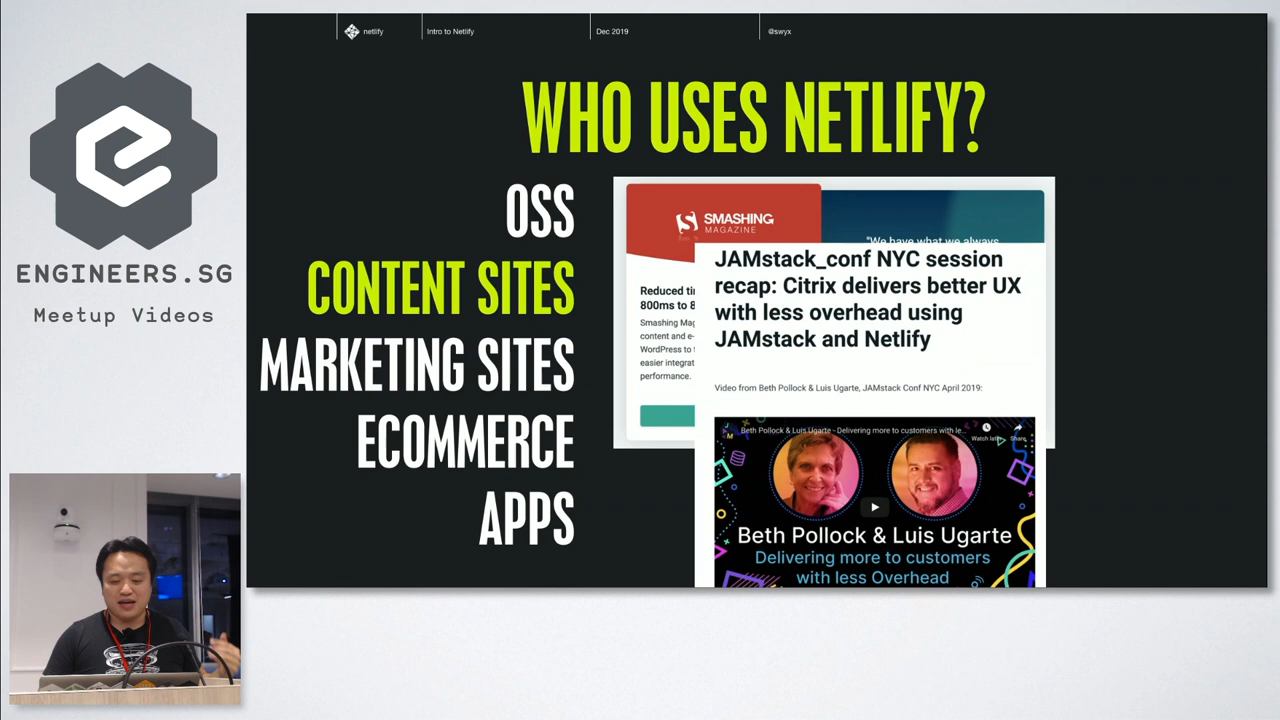 netlify
Intro to Netlify
Dec 2019
@swyx
WHO USES NETLIFY?
OSS
CONTENT SITES
MARKETING SITES
ECOMMERCE
APPS
SMASHING
MAGAZINE
"We have what we always
Reduced
800ms to
Smashing
content and
WordPress to
easier
performance.
JAMstack_conf NYC session
recap: Citrix delivers better UX
with less overhead using
JAMstack and Netlify
Video from Beth Pollock & Luis Ugarte, JAMstack Conf NYC April 2019:
Beth Pollock & Luis Ugarte - Delivering more to customers with le...
Watch later
Share
Beth Pollock & Luis Ugarte
Delivering more to customers
with less Overhead
ENGINEERS.SG
Meetup Videos